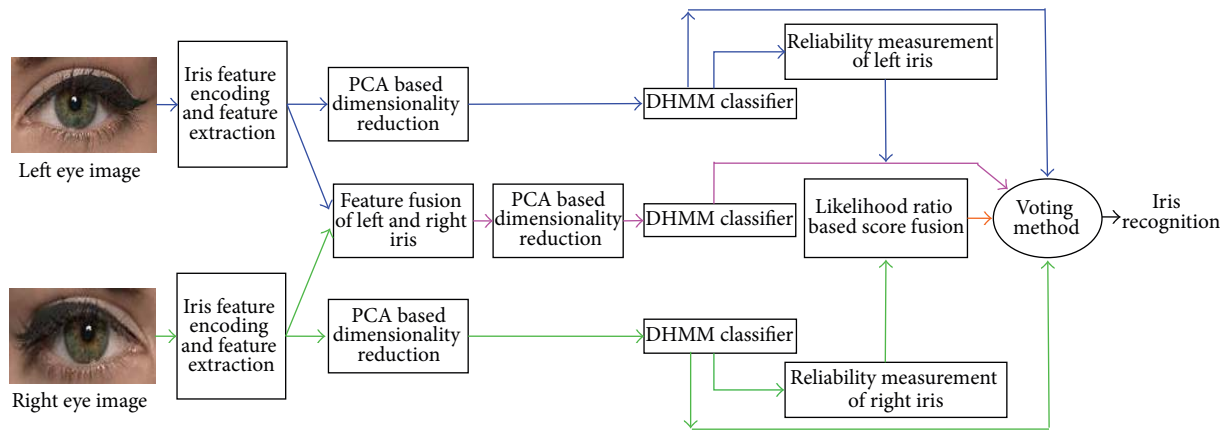 Left eye image
Iris feature
encoding
and feature
extraction
PCA based
dimensionality
reduction
DHMM classifier
Reliability measurement
of left iris
Feature fusion
of left and right
iris
PCA based
dimensionality
reduction
DHMM classifier
Likelihood ratio
based score fusion
Voting
method
Iris
recognition
Right eye image
Iris feature
encoding
and feature
extraction
PCA based
dimensionality
reduction
DHMM classifier
Reliability measurement
of right iris